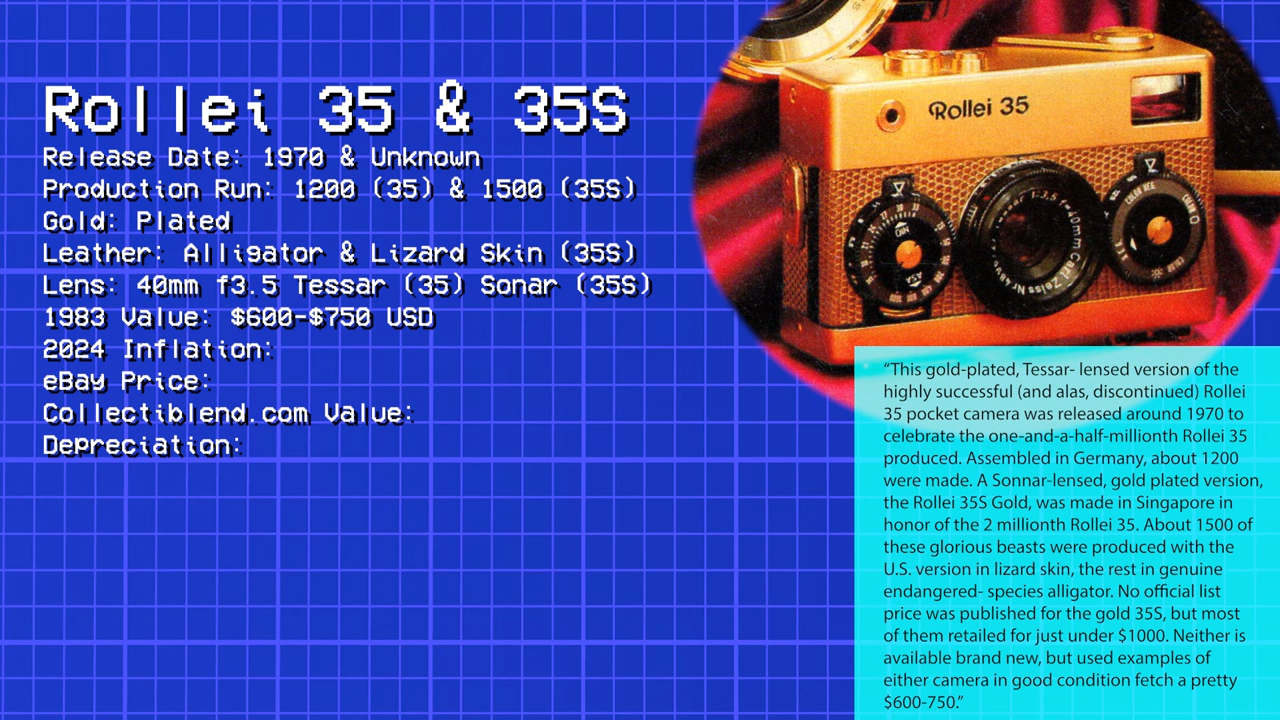 Rollei 35 & 35S
Release Date: 1970 & Unknown
Production Run: 1200 (35) & 1500 (35S)
Gold: Plated
Leather: Alligator & Lizard Skin (35S)
Lens: 40mm f3.5 Tessar (35) Sonar (35S)
1983 Value: $600-$750 USD
2024 Inflation:
eBay Price:
Collectiblend.com Value:
Depreciation:
Rollei 35
“This gold-plated, Tessar- lensed version of the
highly successful (and alas, discontinued) Rollei
35 pocket camera was released around 1970 to
celebrate the one-and-a-half-millionth Rollei 35
produced. Assembled in Germany, about 1200
were made. A Sonnar-lensed, gold plated version,
the Rollei 35S Gold, was made in Singapore in
honor of the 2 millionth Rollei 35. About 1500 of
these glorious beasts were produced with the
U.S. version in lizard skin, the rest in genuine
endangered- species alligator. No official list
price was published for the gold 35S, but most
of them retailed for just under $1000. Neither is
available brand new, but used examples of
either camera in good condition fetch a pretty
$600-750.”